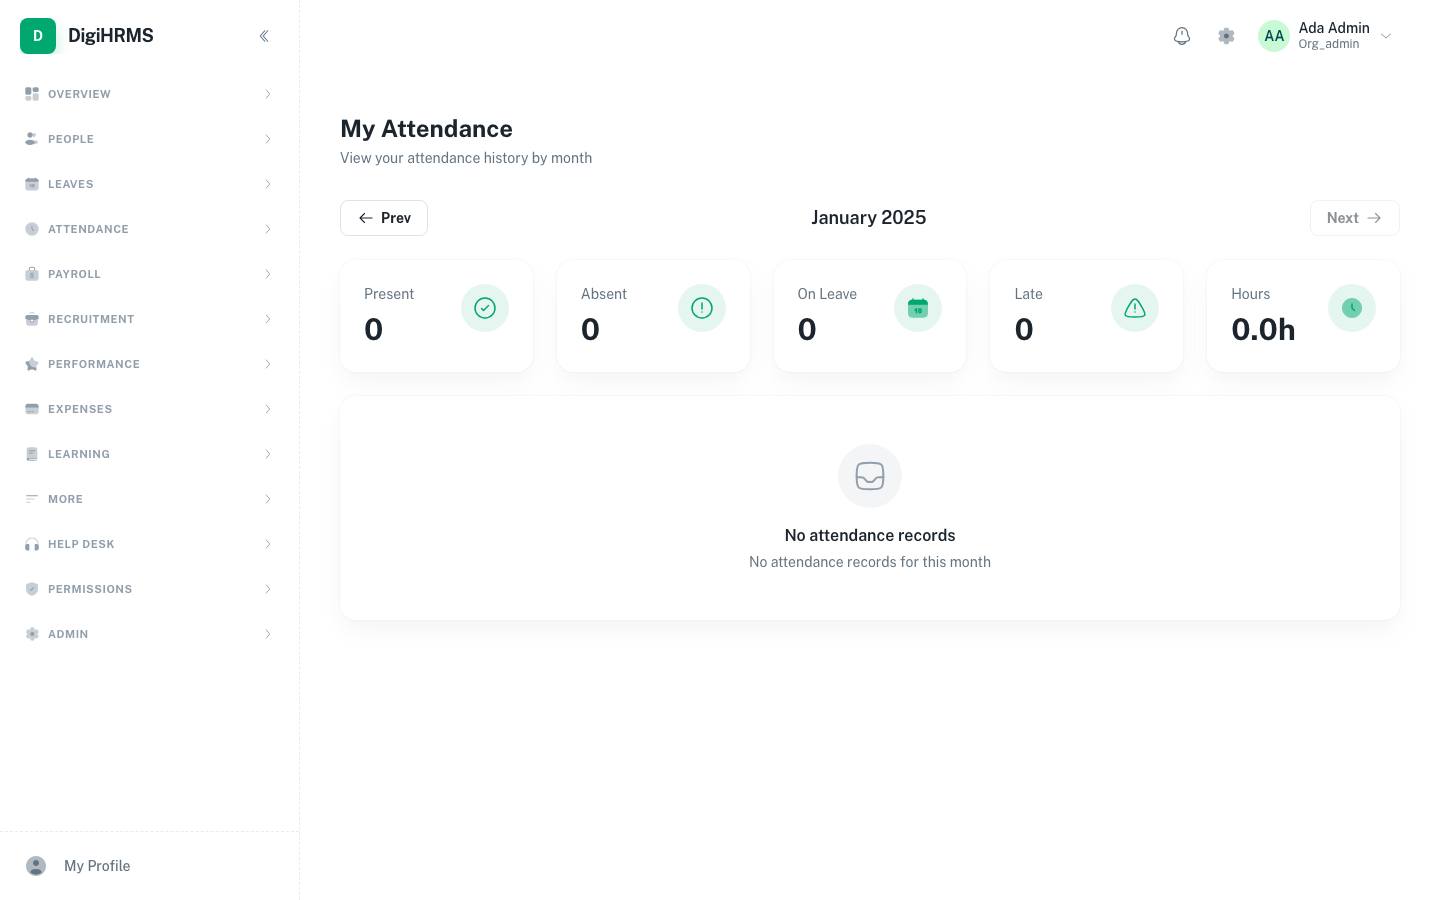 D
DigiHRMS
OVERVIEW
PEOPLE
LEAVES
ATTENDANCE
PAYROLL
RECRUITMENT
PERFORMANCE
EXPENSES
LEARNING
MORE
HELP DESK
PERMISSIONS
ADMIN
My Profile
AA
Ada Admin
Org_admin
My Attendance
View your attendance history by month
Prev
January 2025
Next
Present
0
Absent
0
On Leave
0
Late
0
Hours
0.0h
No attendance records
No attendance records for this month